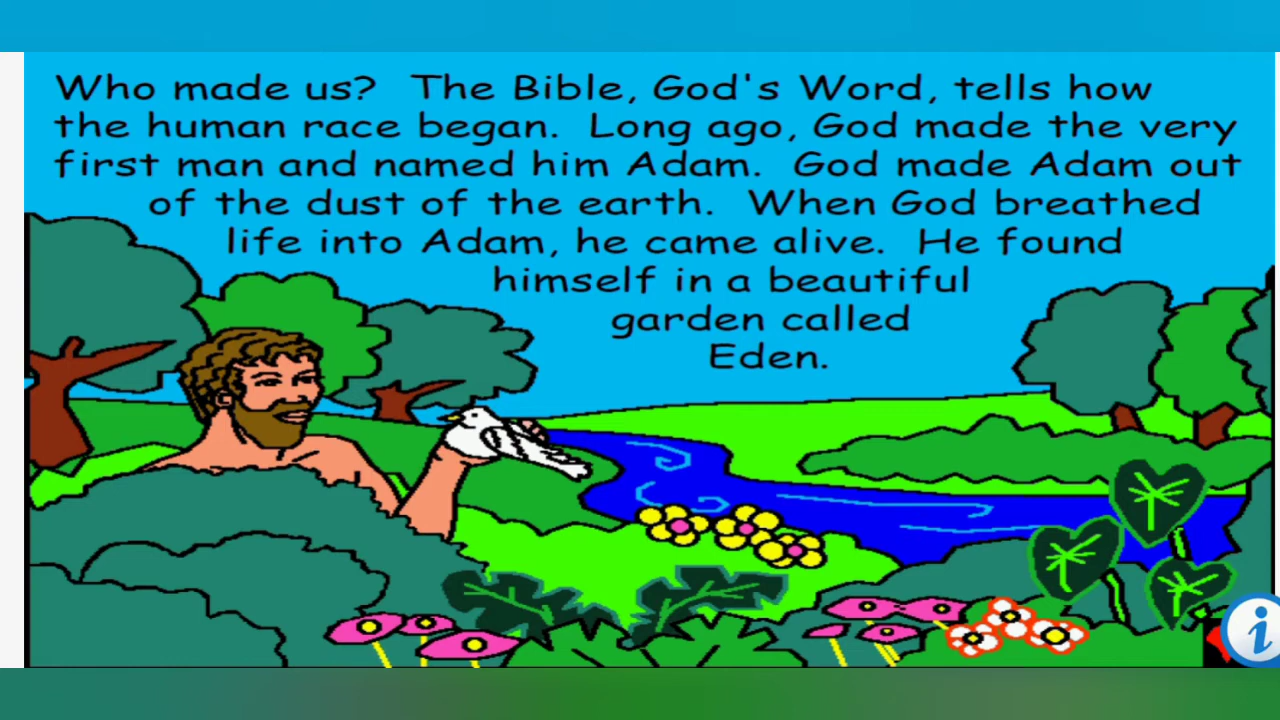 Who made us? The Bible, God's Word, tells how
the human race began. Long ago, God made the very
first man and named him Adam. God made Adam out
of the dust of the earth. When God breathed
life into Adam, he came alive. He found
himself in a beautiful
garden called
Eden.
i